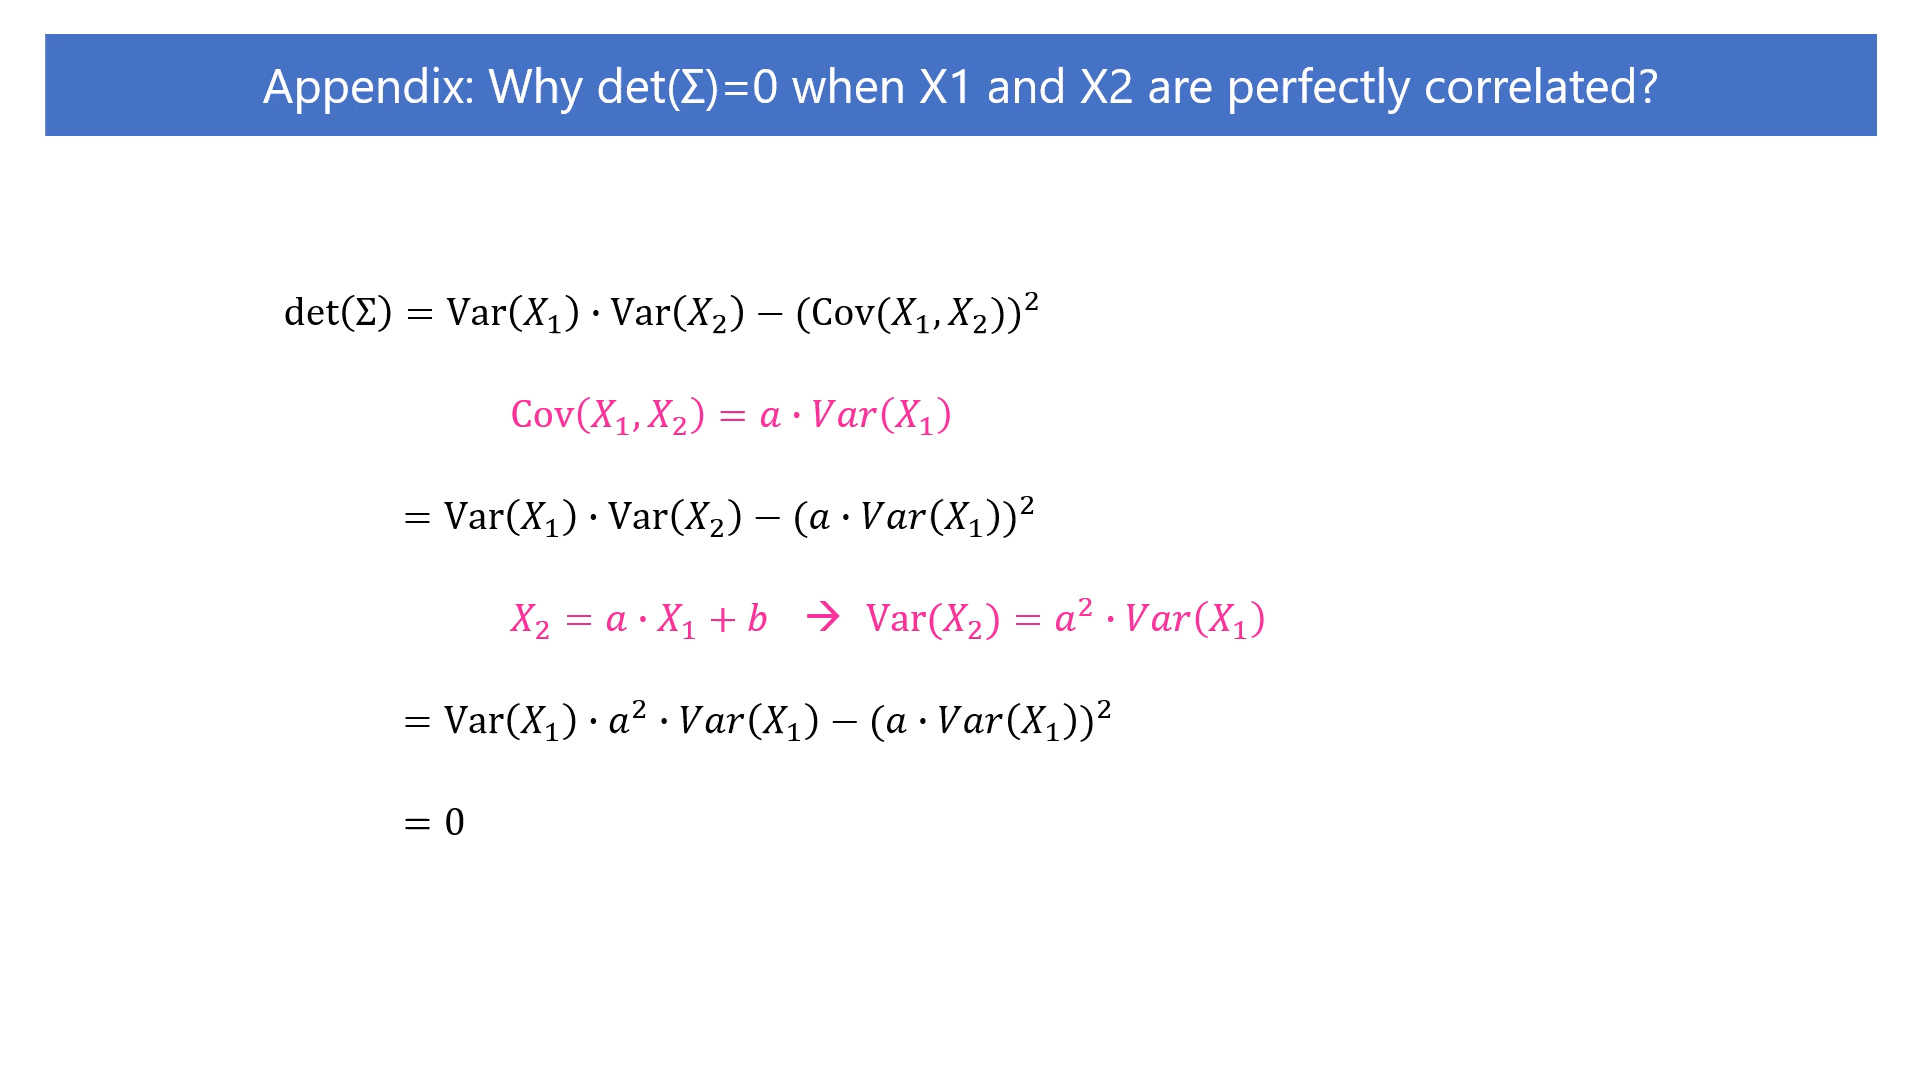 Appendix: Why det(Σ)=0 when X1 and X2 are perfectly correlated?
det(Σ) = Var(X₁) · Var(X₂) − (Cov(X₁, X₂))²
Cov(X₁, X₂) = a · Var(X₁)
= Var(X₁) · Var(X₂) − (a · Var(X₁))²
X₂ = a · X₁ + b → Var(X₂) = a² · Var(X₁)
= Var(X₁) · a² · Var(X₁) − (a · Var(X₁))²
= 0